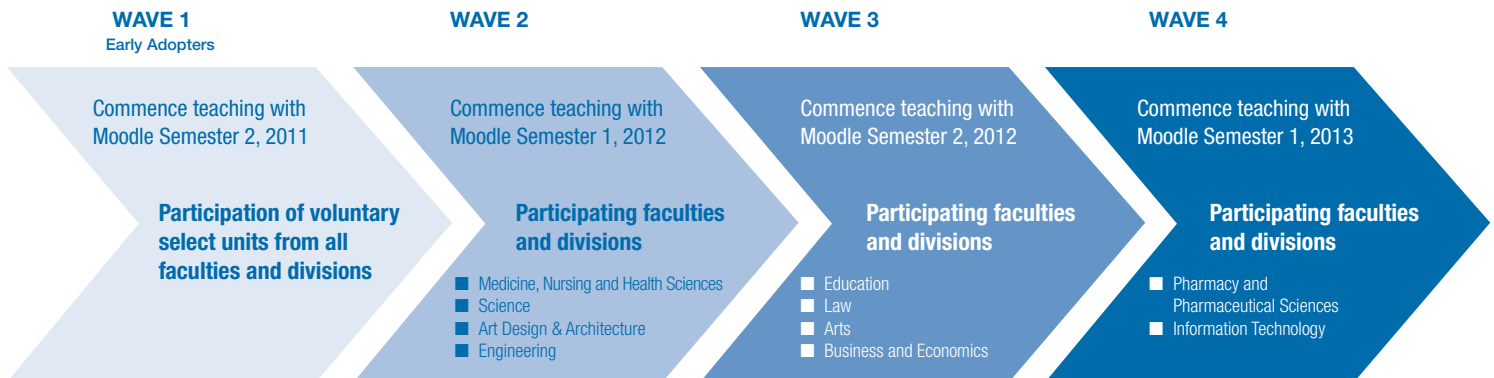 WAVE 1
Early Adopters
Commence teaching with
Moodle Semester 2, 2011
Participation of voluntary
select units from all
faculties and divisions
WAVE 2
Commence teaching with
Moodle Semester 1, 2012
Participating faculties
and divisions
Medicine, Nursing and Health Sciences
Science
Art Design & Architecture
Engineering
WAVE 3
Commence teaching with
Moodle Semester 2, 2012
Participating faculties
and divisions
Education
Law
Arts
Business and Economics
WAVE 4
Commence teaching with
Moodle Semester 1, 2013
Participating faculties
and divisions
Pharmacy and
Pharmaceutical Sciences
Information Technology